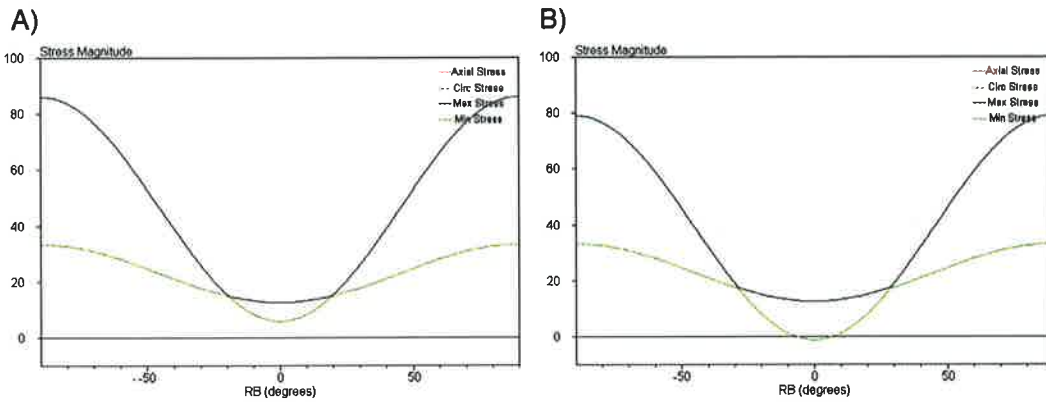 A)
Stress Magnitude
100
80
60
40
20
0
Axial Stress
Circ Stress
Max Stress
Min Stress
-50
0
50
RB (degrees)
B)
Stress Magnitude
100
80
60
40
20
0
Axial Stress
Circ Stress
Max Stress
Min Stress
-50
0
50
RB (degrees)